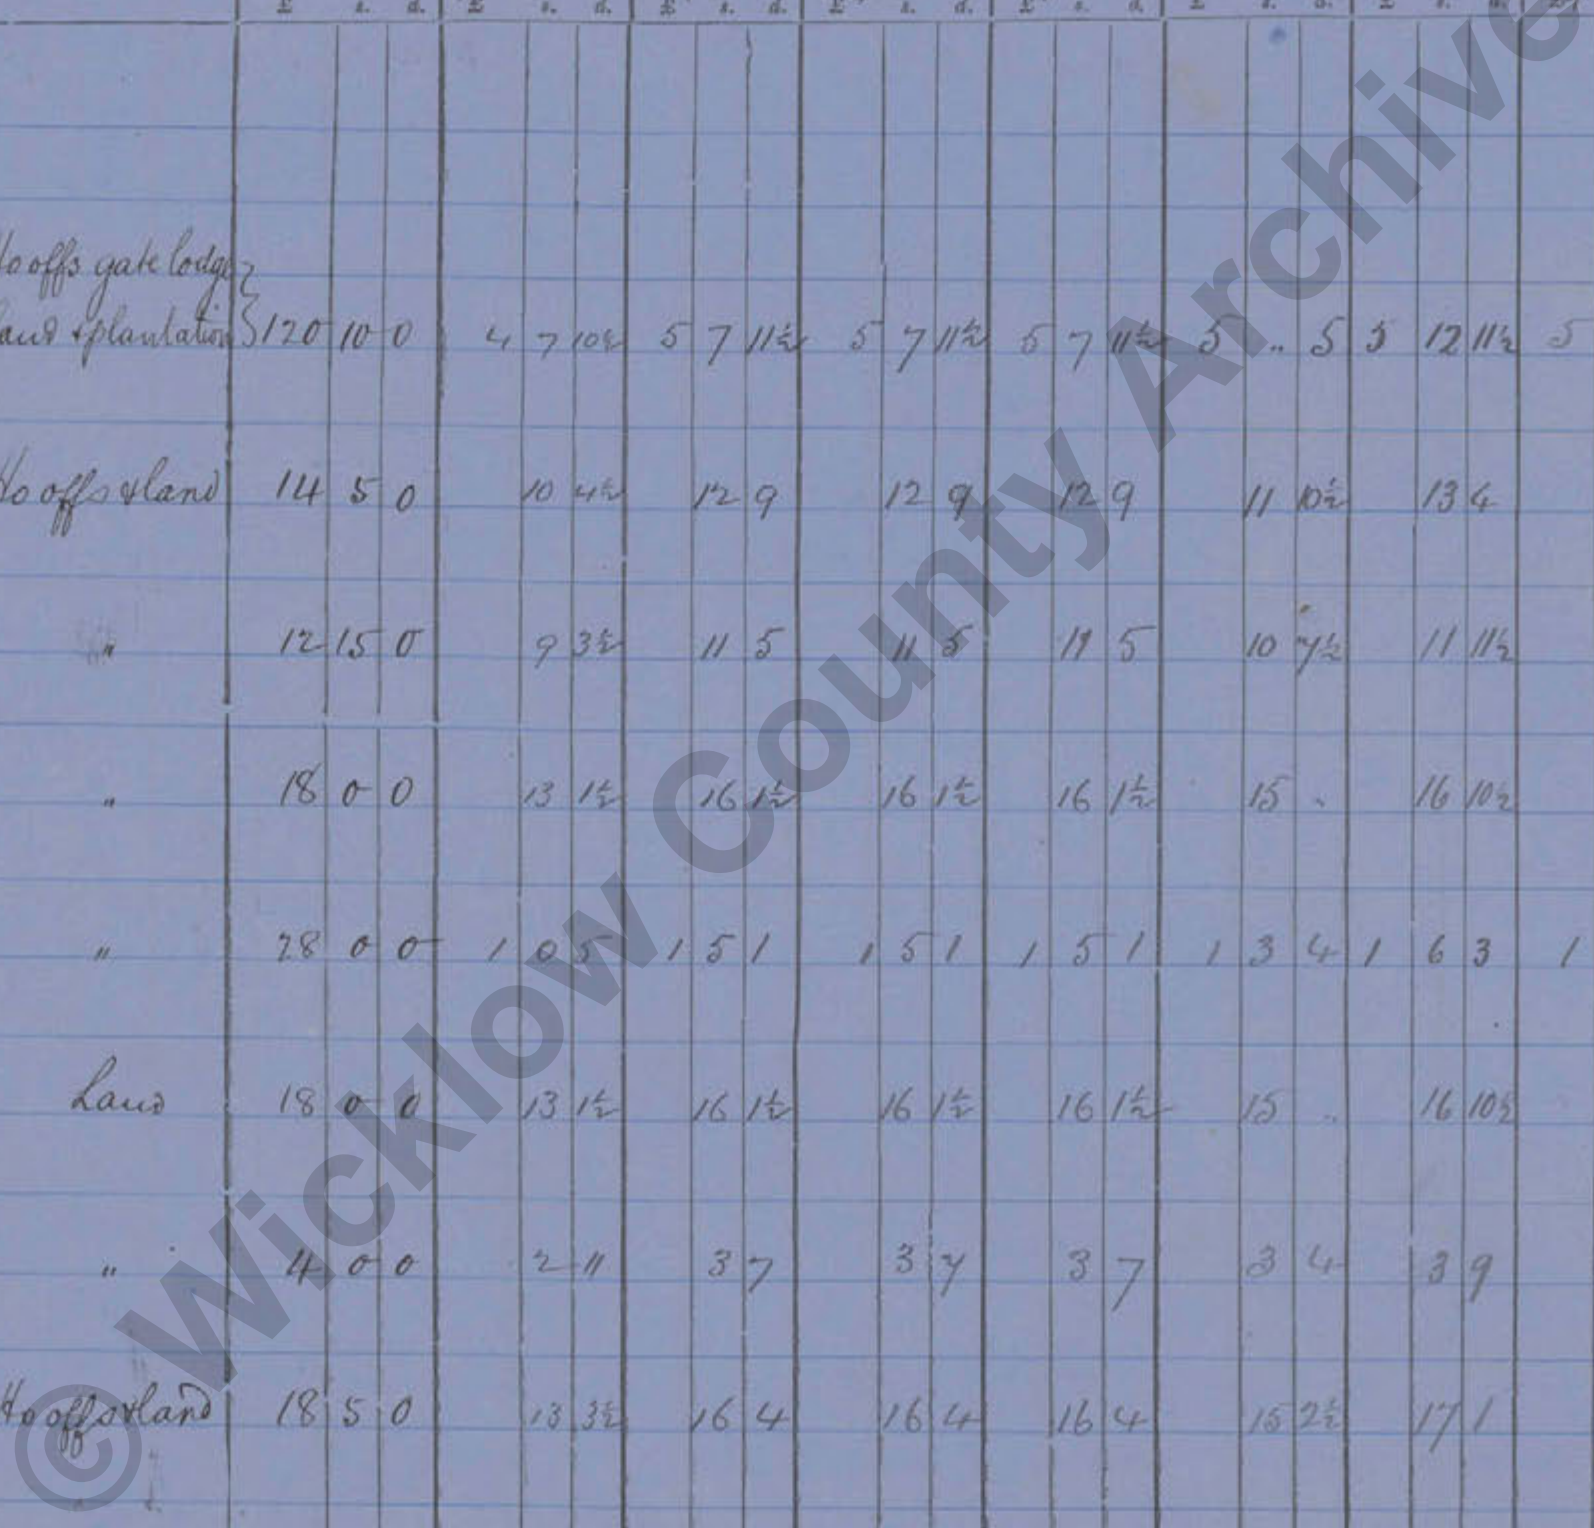 £ s. d. £ s. d. £ s. d. £ s. d. £ s. d. £ s. d. £ s. d.
Ho offs gate lodge
land & plantation 120 10 0 4 7 10½ 5 7 11½ 5 7 11½ 5 7 11½ 5 .. 5 5 12 11½ 5
Ho offs & land 14 5 0 10 4½ 12 9 12 9 12 9 11 10½ 13 4
" 12 15 0 9 3½ 11 5 11 5 11 5 10 7½ 11 11½
" 18 0 0 13 1½ 16 1½ 16 1½ 16 1½ 15 .. 16 10½
" 28 0 0 1 0 5 1 5 1 1 5 1 1 5 1 1 3 4 1 6 3 1
Land 18 0 0 13 1½ 16 1½ 16 1½ 16 1½ 15 .. 16 10½
" 4 0 0 2 11 3 7 3 7 3 7 3 4 3 9
Ho offs & land 18 5 0 13 3½ 16 4 16 4 16 4 15 2½ 17 1
© Wicklow County Archive